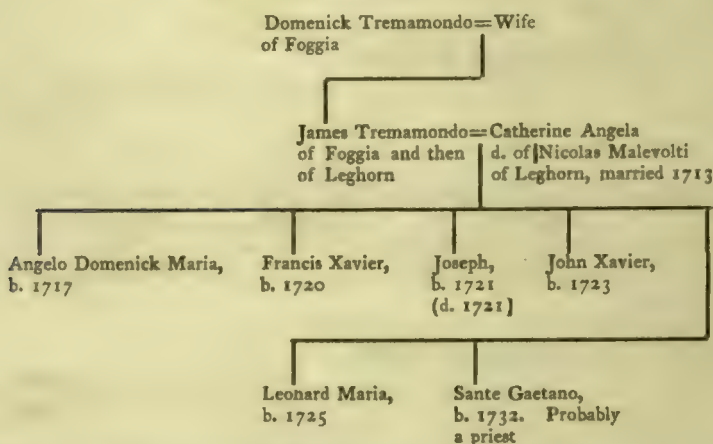 Domenick Tremamondo=Wife
of Foggia
James Tremamondo=Catherine Angela
of Foggia and then d. of Nicolas Malevolti
of Leghorn of Leghorn, married 1713
Angelo Domenick Maria, Francis Xavier, Joseph, John Xavier,
b. 1717 b. 1720 b. 1721 b. 1723
(d. 1721)
Leonard Maria, Sante Gaetano,
b. 1725 b. 1732. Probably
a priest